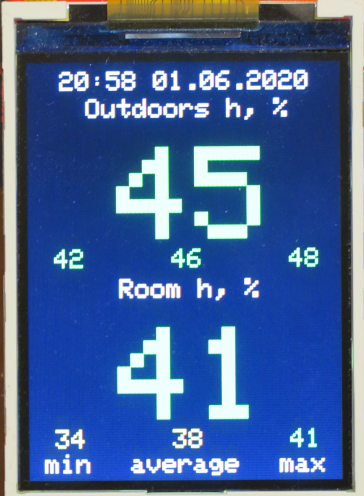 20:58 01.06.2020
Outdoors h, %
45
42 46 48
Room h, %
41
34 38 41
min average max